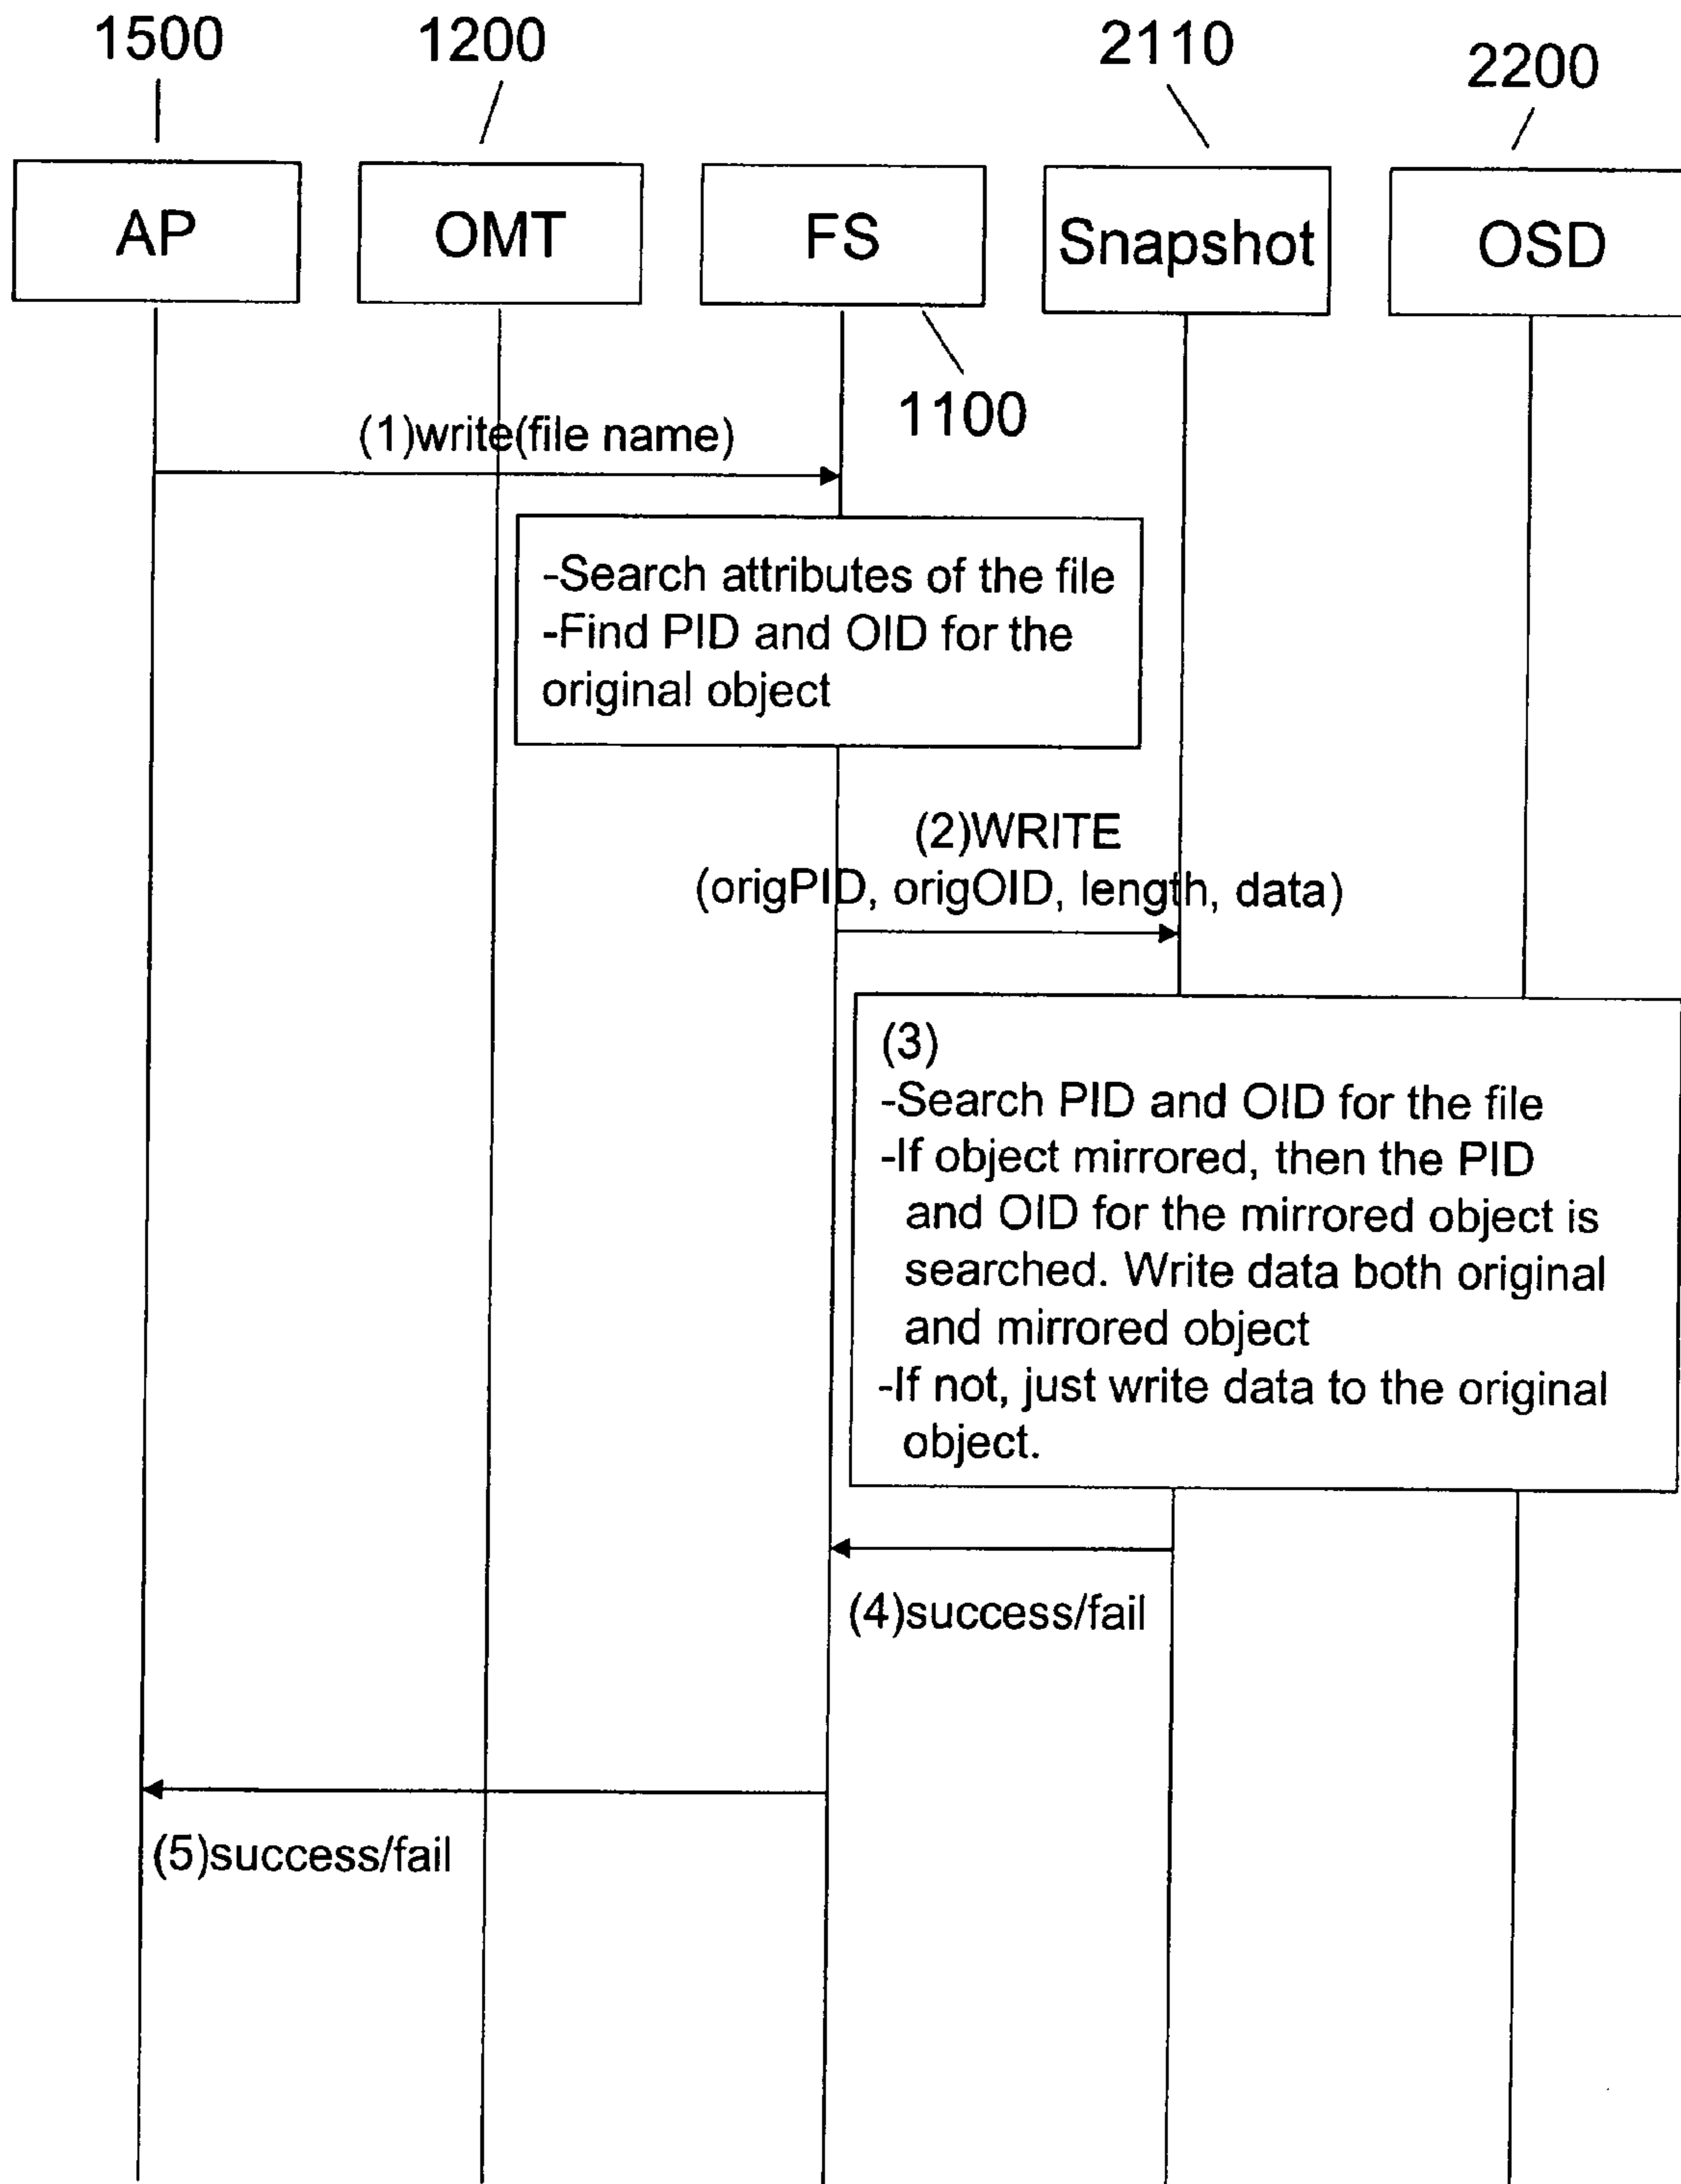 1500
1200
2110
2200
AP
OMT
FS
Snapshot
OSD
1100
(1)write(file name)
-Search attributes of the file
-Find PID and OID for the
original object
(2)WRITE
(origPID, origOID, length, data)
(3)
-Search PID and OID for the file
-If object mirrored, then the PID
and OID for the mirrored object is
searched. Write data both original
and mirrored object
-If not, just write data to the original
object.
(4)success/fail
(5)success/fail